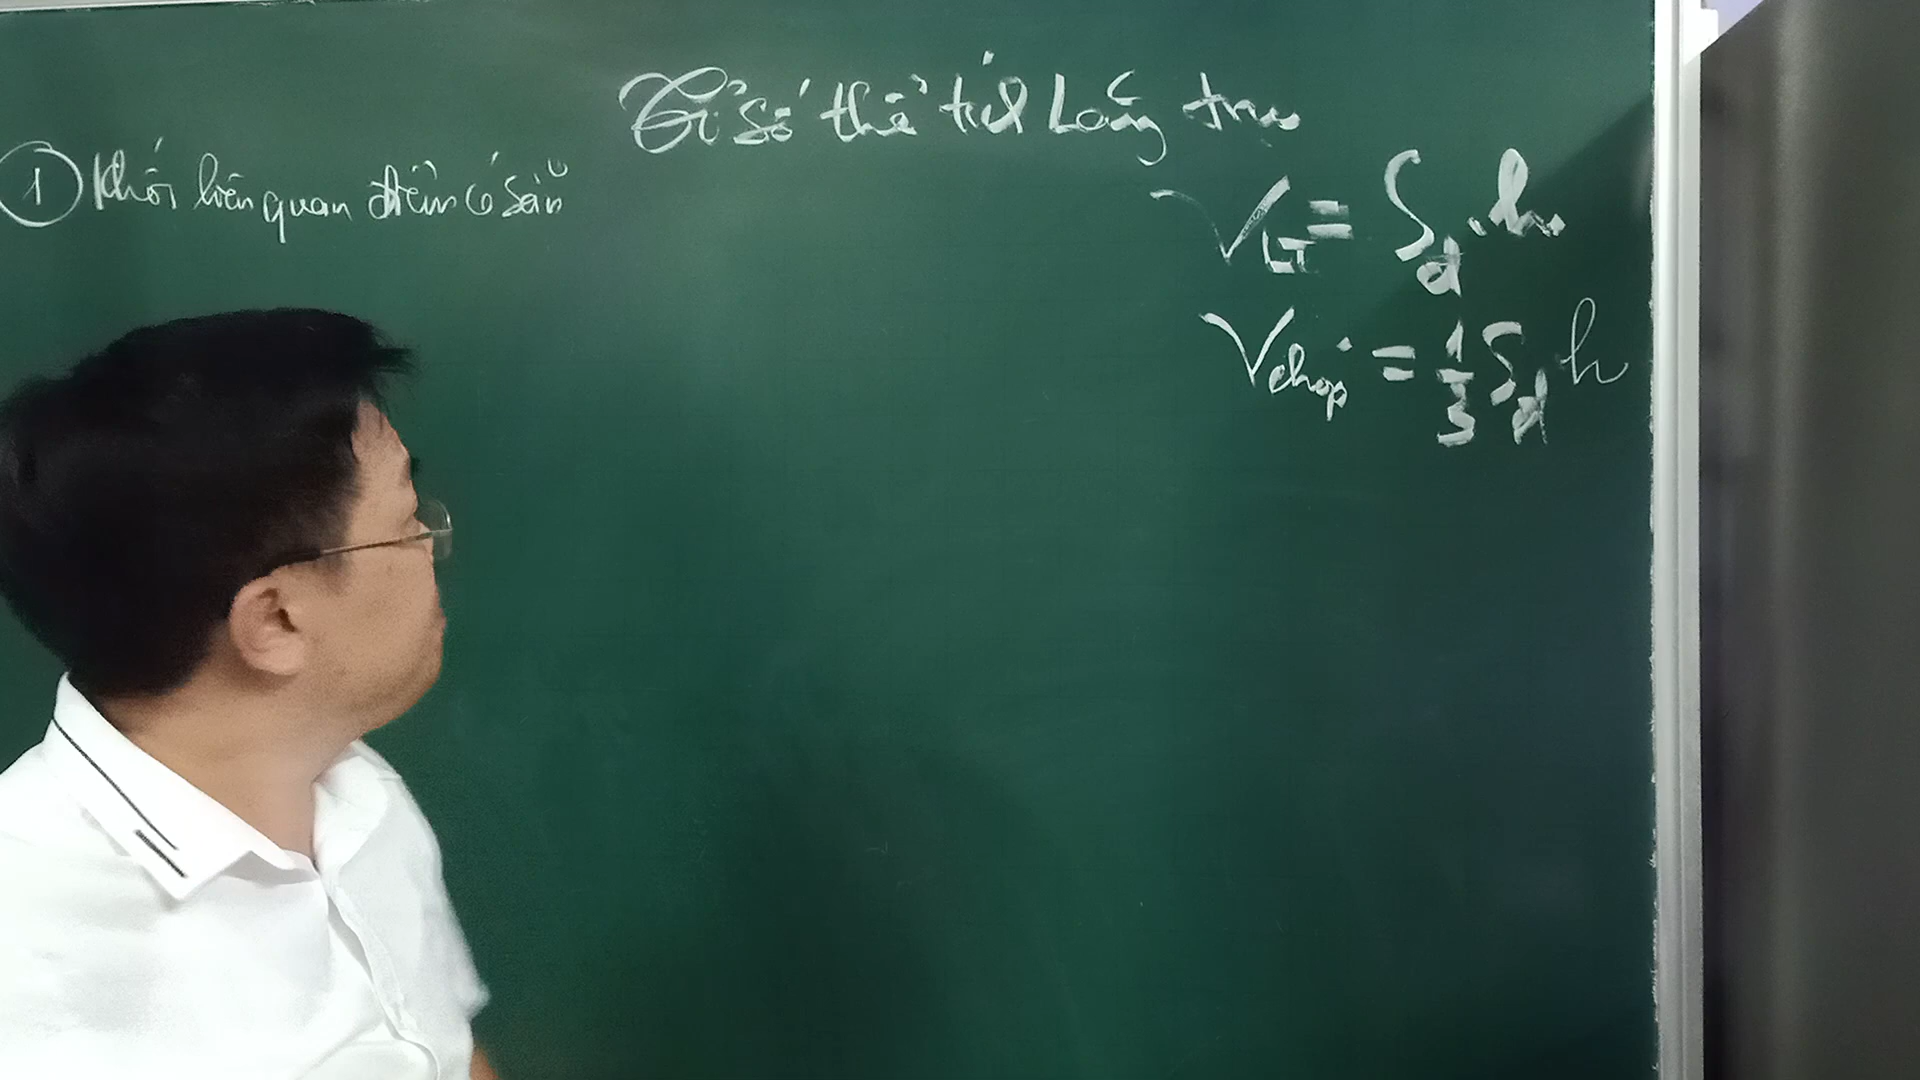 Tỉ số thể tích Lăng trụ
① Khối liên quan điểm có sẵn
V_LT = S_đ . h
V_chóp = 1/3 S_đ h